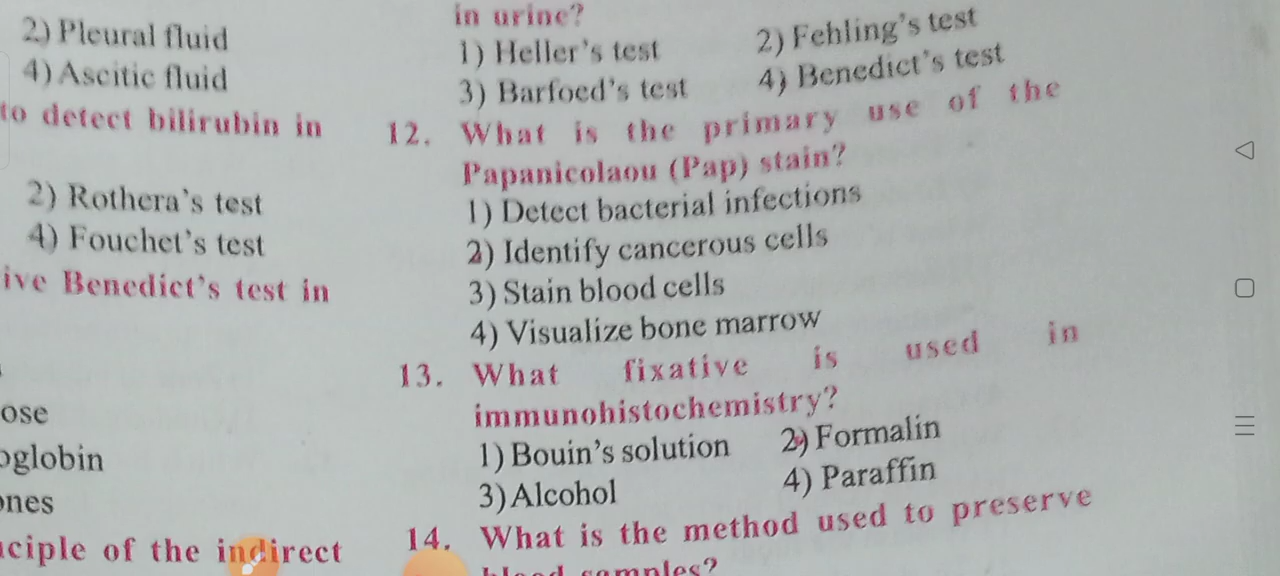 2) Pleural fluid
4) Ascitic fluid
to detect bilirubin in
2) Rothera's test
4) Fouchet's test
ive Benedict's test in
ose
oglobin
ones
ciple of the indirect
in urine?
1) Heller's test 2) Fehling's test
3) Barfoed's test 4) Benedict's test
12. What is the primary use of the
Papanicolaou (Pap) stain?
1) Detect bacterial infections
2) Identify cancerous cells
3) Stain blood cells
4) Visualize bone marrow
13. What fixative is used in
immunohistochemistry?
1) Bouin's solution 2) Formalin
3) Alcohol 4) Paraffin
14. What is the method used to preserve
blood samples?